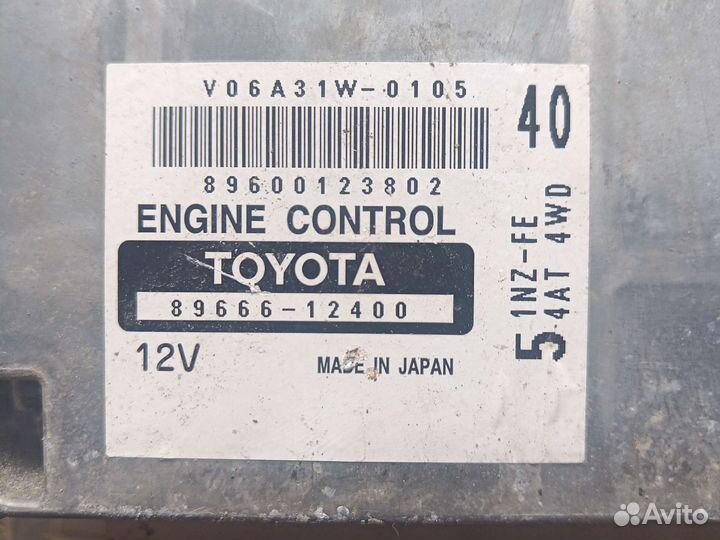 V06A31W-0105
89600123802
ENGINE CONTROL
TOYOTA
89666-12400
12V
MADE IN JAPAN
40
5
1NZ-FE
4AT 4WD
Avito